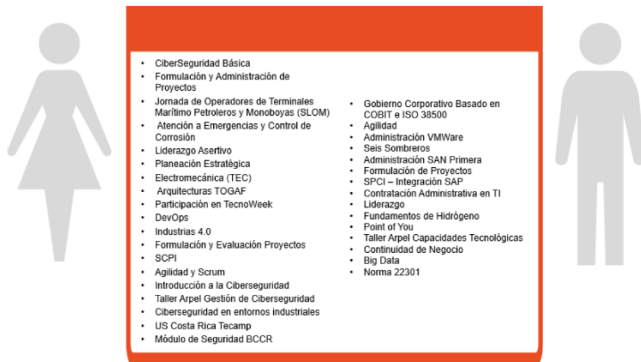 CiberSeguridad Básica
Formulación y Administración de
Proyectos
Jornada de Operadores de Terminales
Marítimo Petroleros y Monoboyas (SLOM)
Atención a Emergencias y Control de
Corrosión
Liderazgo Asertivo
Planeación Estratégica
Electromecánica (TEC)
Arquitecturas TOGAF
Participación en TecnoWeek
DevOps
Industrias 4.0
Formulación y Evaluación Proyectos
SCPI
Agilidad y Scrum
Introducción a la Ciberseguridad
Taller Arpel Gestión de Ciberseguridad
Ciberseguridad en entornos industriales
US Costa Rica Tecamp
Módulo de Seguridad BCCR
Gobierno Corporativo Basado en
COBIT e ISO 38500
Agilidad
Administración VMWare
Seis Sombreros
Administración SAN Primera
Formulación de Proyectos
SPCI – Integración SAP
Contratación Administrativa en TI
Liderazgo
Fundamentos de Hidrógeno
Point of You
Taller Arpel Capacidades Tecnológicas
Continuidad de Negocio
Big Data
Norma 22301